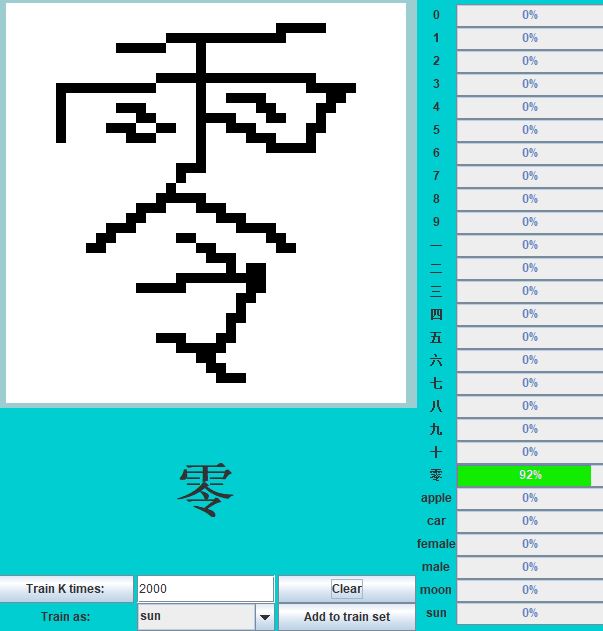 零
0 0%
1 0%
2 0%
3 0%
4 0%
5 0%
6 0%
7 0%
8 0%
9 0%
一 0%
二 0%
三 0%
四 0%
五 0%
六 0%
七 0%
八 0%
九 0%
十 0%
零 92%
apple 0%
car 0%
female 0%
male 0%
moon 0%
sun 0%
零
Train K times: 2000 Clear
Train as: sun Add to train set